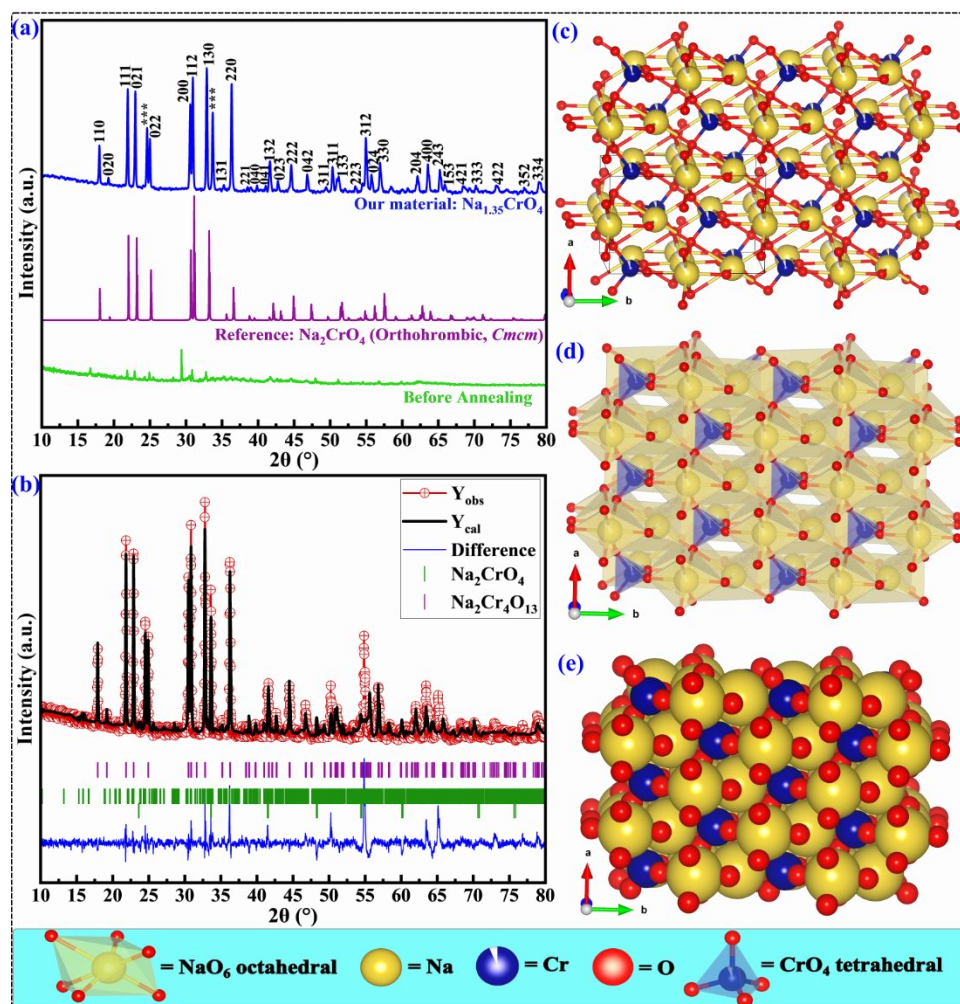 (a)
110
020
111
021
***
022
200
112
130
***
220
131
221
040
041
132
023
222
042
311
511
133
223
312
024
330
204
400
243
153
421
333
422
352
334
Our material: Na₁.₃₅CrO₄
Reference: Na₂CrO₄ (Orthohrombic, Cmcm)
Before Annealing
Intensity (a.u.)
10 15 20 25 30 35 40 45 50 55 60 65 70 75 80
2θ (°)
(b)
Y_obs
Y_cal
Difference
Na₂CrO₄
Na₂Cr₄O₁₃
Intensity (a.u.)
10 15 20 25 30 35 40 45 50 55 60 65 70 75 80
2θ (°)
(c)
a
b
(d)
a
b
(e)
a
b
= NaO₆ octahedral = Na = Cr = O = CrO₄ tetrahedral